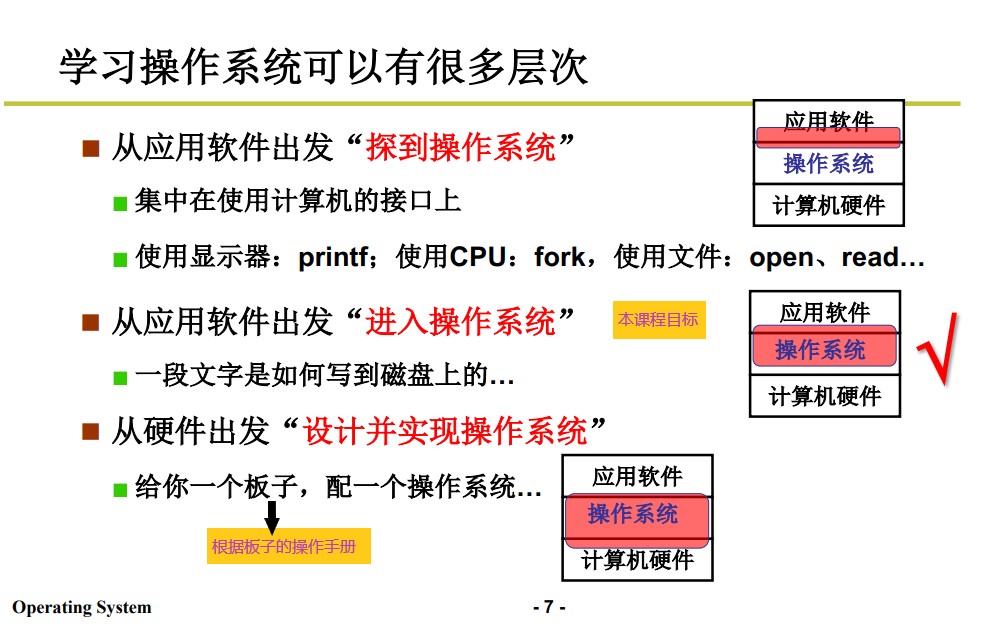 学习操作系统可以有很多层次
从应用软件出发“探到操作系统”
应用软件
操作系统
计算机硬件
集中在使用计算机的接口上
使用显示器：printf；使用CPU：fork，使用文件：open、read…
从应用软件出发“进入操作系统”
本课程目标
应用软件
操作系统
计算机硬件
√
一段文字是如何写到磁盘上的…
从硬件出发“设计并实现操作系统”
给你一个板子，配一个操作系统…
应用软件
操作系统
计算机硬件
根据板子的操作手册
Operating System
- 7 -